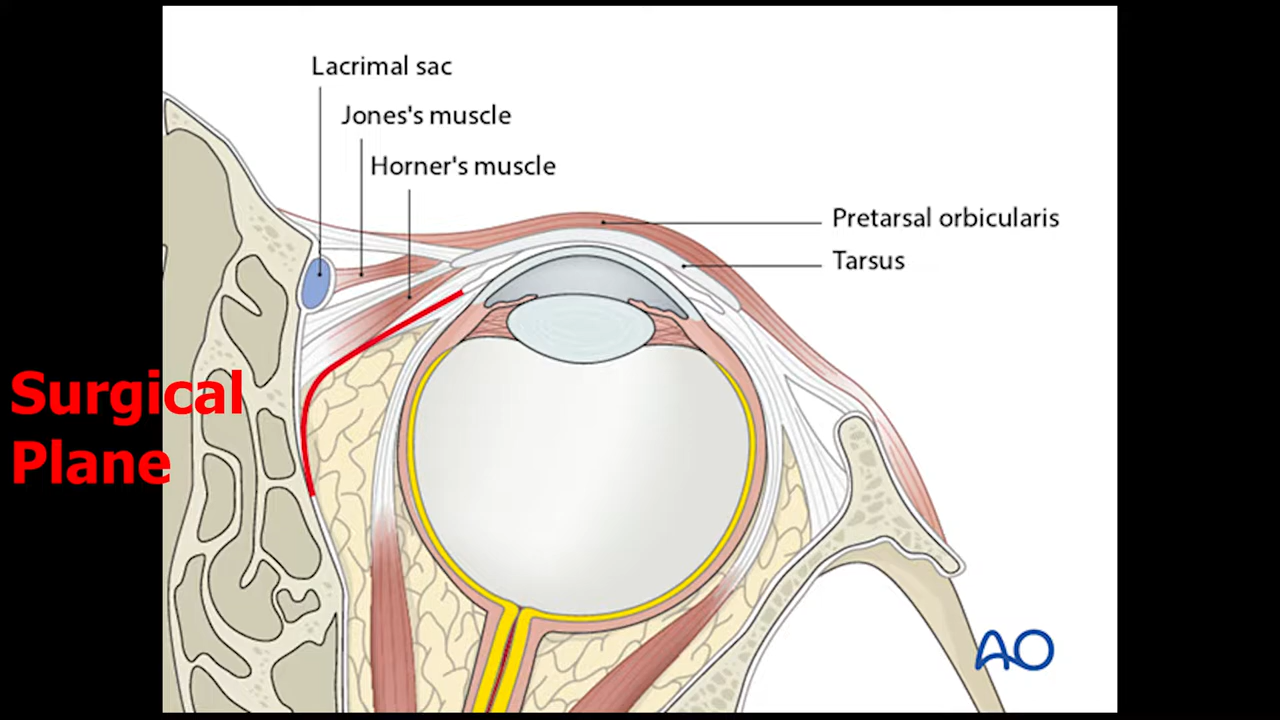 Lacrimal sac
Jones's muscle
Horner's muscle
Pretarsal orbicularis
Tarsus
Surgical
Plane
AO